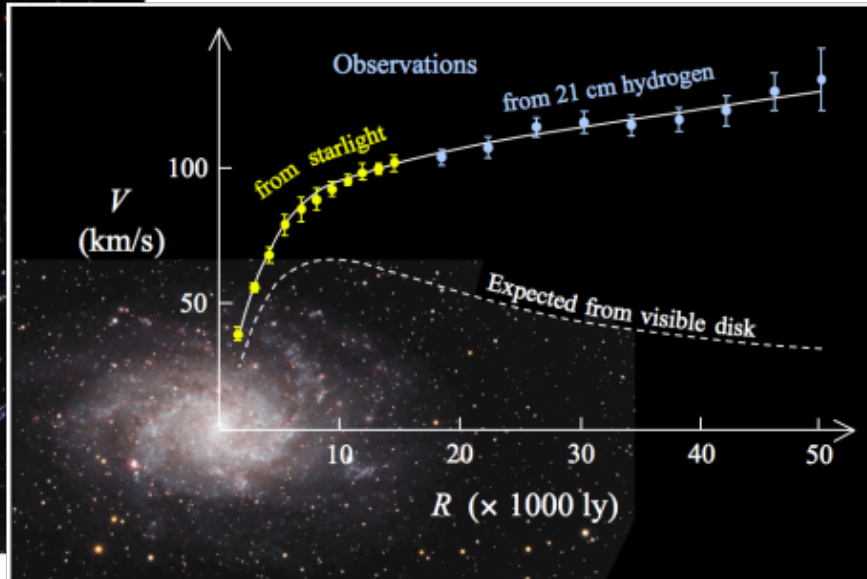 Observations
from 21 cm hydrogen
from starlight
100
V
(km/s)
50
Expected from visible disk
10 20 30 40 50
R (× 1000 ly)